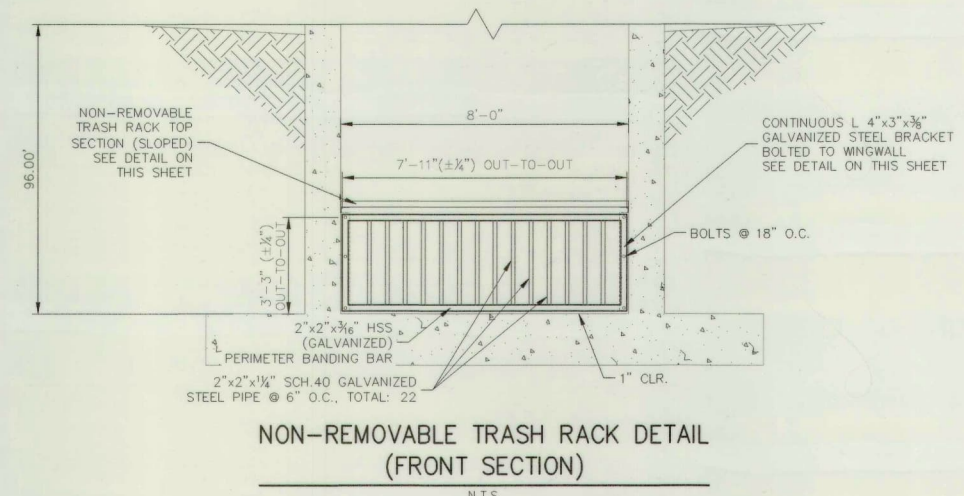 NON-REMOVABLE
TRASH RACK TOP
SECTION (SLOPED)
SEE DETAIL ON
THIS SHEET
96.00'
8'-0"
7'-11"(±¼") OUT-TO-OUT
3'-3" (±¼")
OUT-TO-OUT
CONTINUOUS L 4"x3"x⅜"
GALVANIZED STEEL BRACKET
BOLTED TO WINGWALL
SEE DETAIL ON THIS SHEET
BOLTS @ 18" O.C.
2"x2"x3⁄16" HSS
(GALVANIZED)
PERIMETER BANDING BAR
2"x2"x¼" SCH.40 GALVANIZED
STEEL PIPE @ 6" O.C., TOTAL: 22
1" CLR.
NON-REMOVABLE TRASH RACK DETAIL
(FRONT SECTION)
N.T.S.